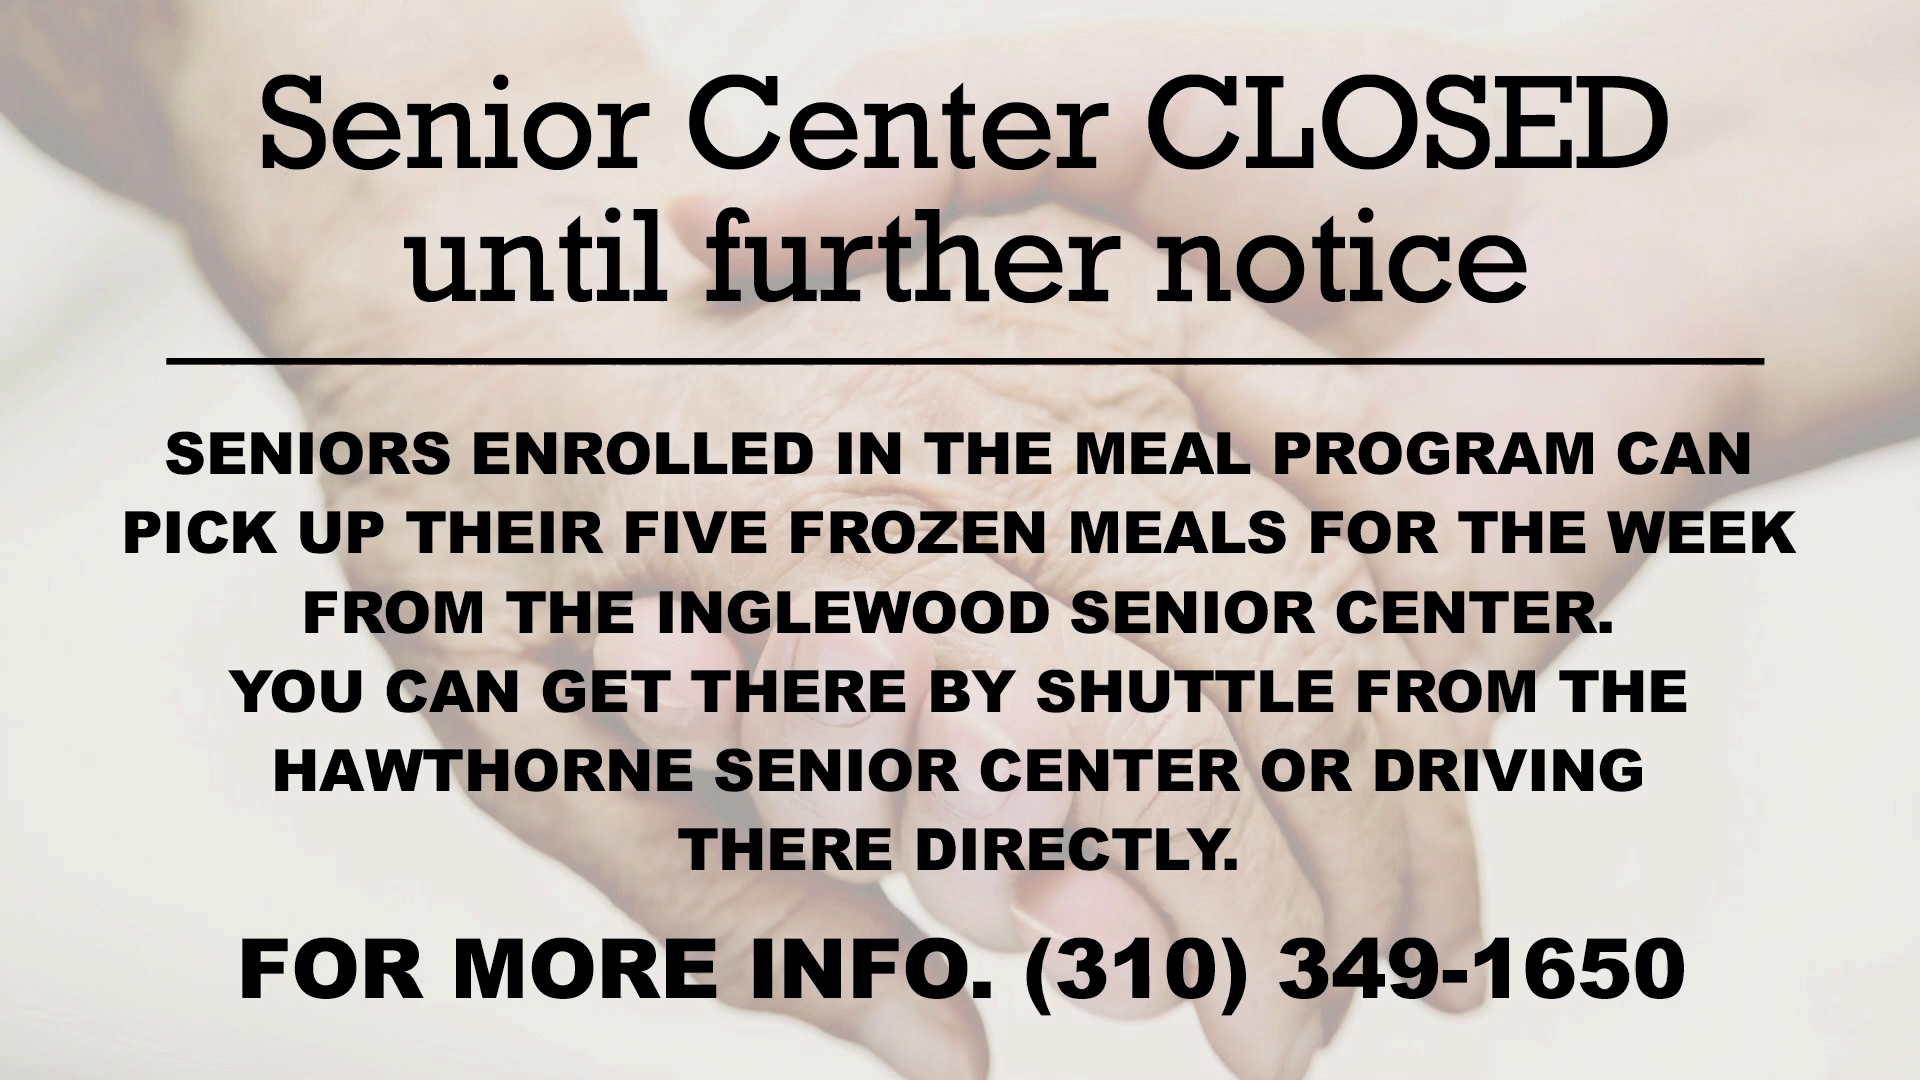 Senior Center CLOSED
until further notice
SENIORS ENROLLED IN THE MEAL PROGRAM CAN
PICK UP THEIR FIVE FROZEN MEALS FOR THE WEEK
FROM THE INGLEWOOD SENIOR CENTER.
YOU CAN GET THERE BY SHUTTLE FROM THE
HAWTHORNE SENIOR CENTER OR DRIVING
THERE DIRECTLY.
FOR MORE INFO. (310) 349-1650